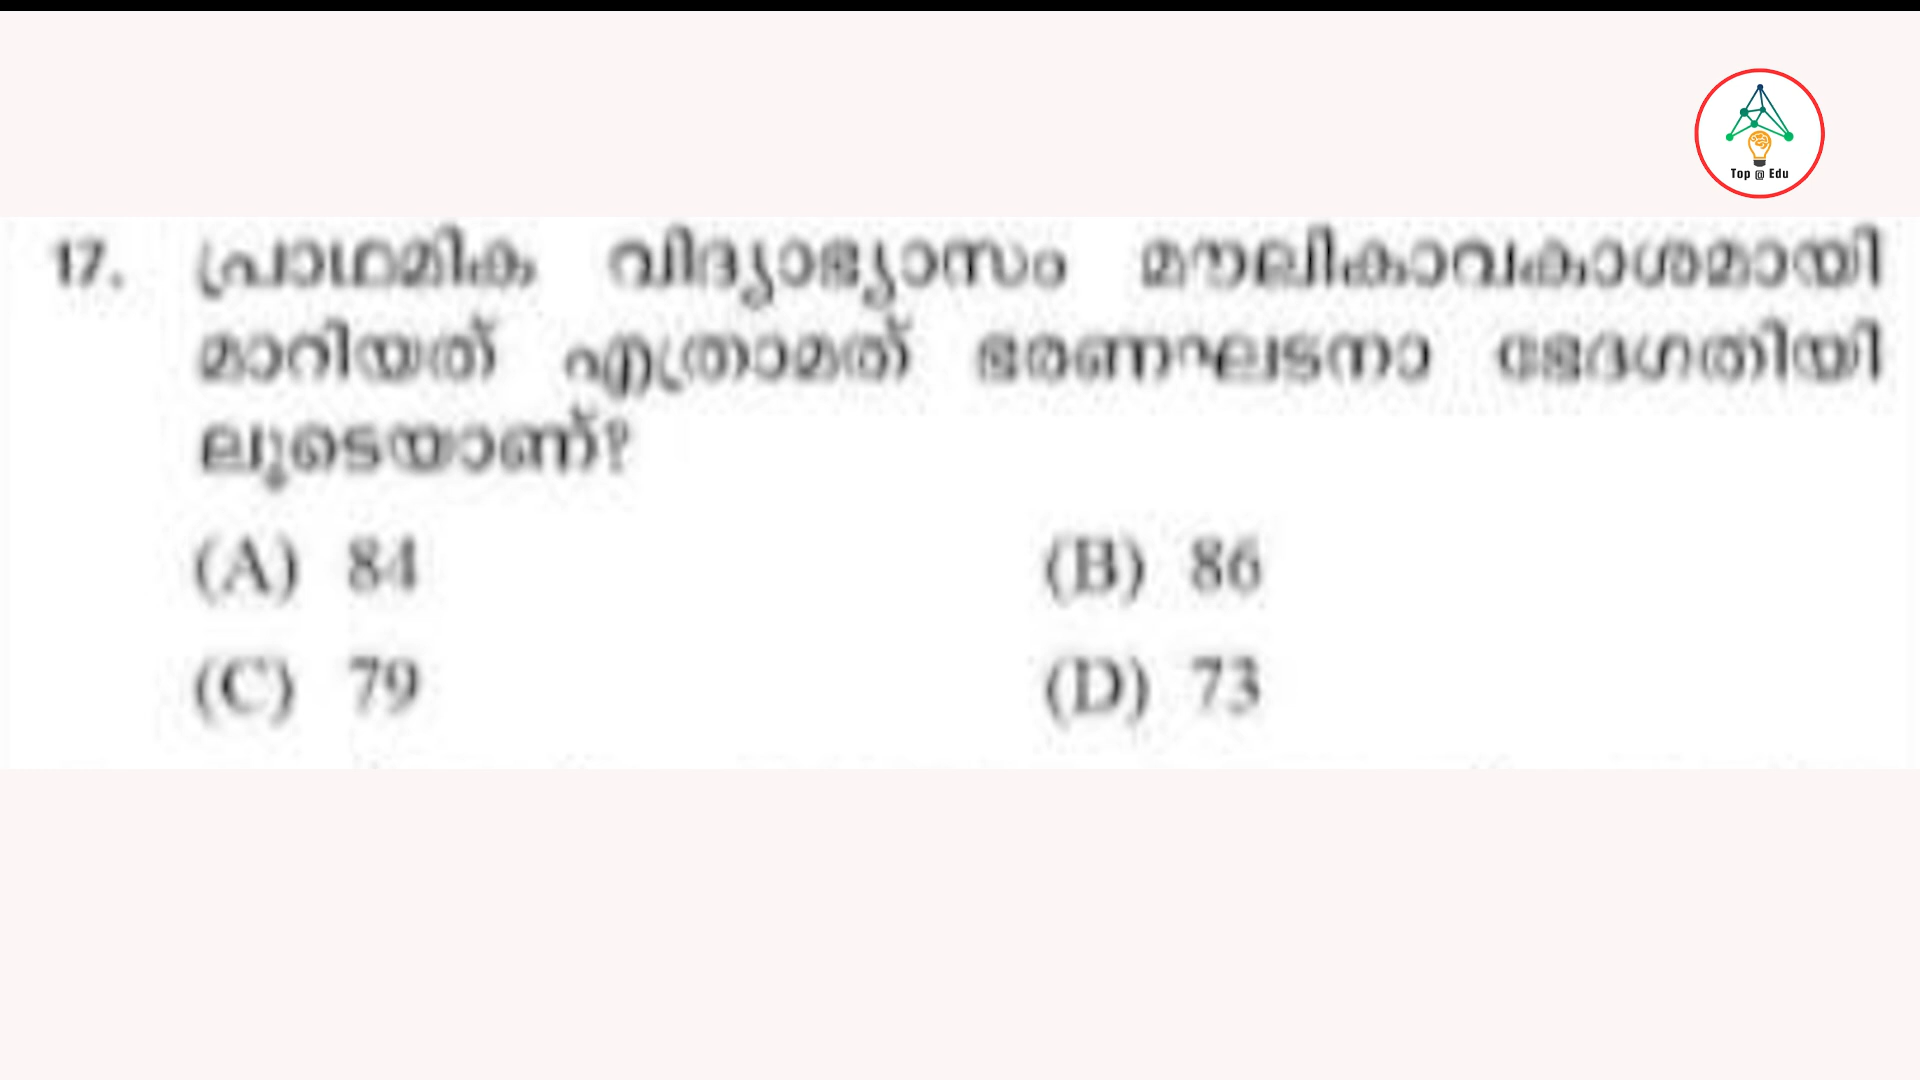 Top @ Edu
17. പ്രാഥമിക വിദ്യാഭ്യാസം മൗലികാവകാശമായി
മാറിയത് എത്രാമത് ഭരണഘടനാ ഭേദഗതിയി
ലൂടെയാണ്?
(A) 84 (B) 86
(C) 79 (D) 73